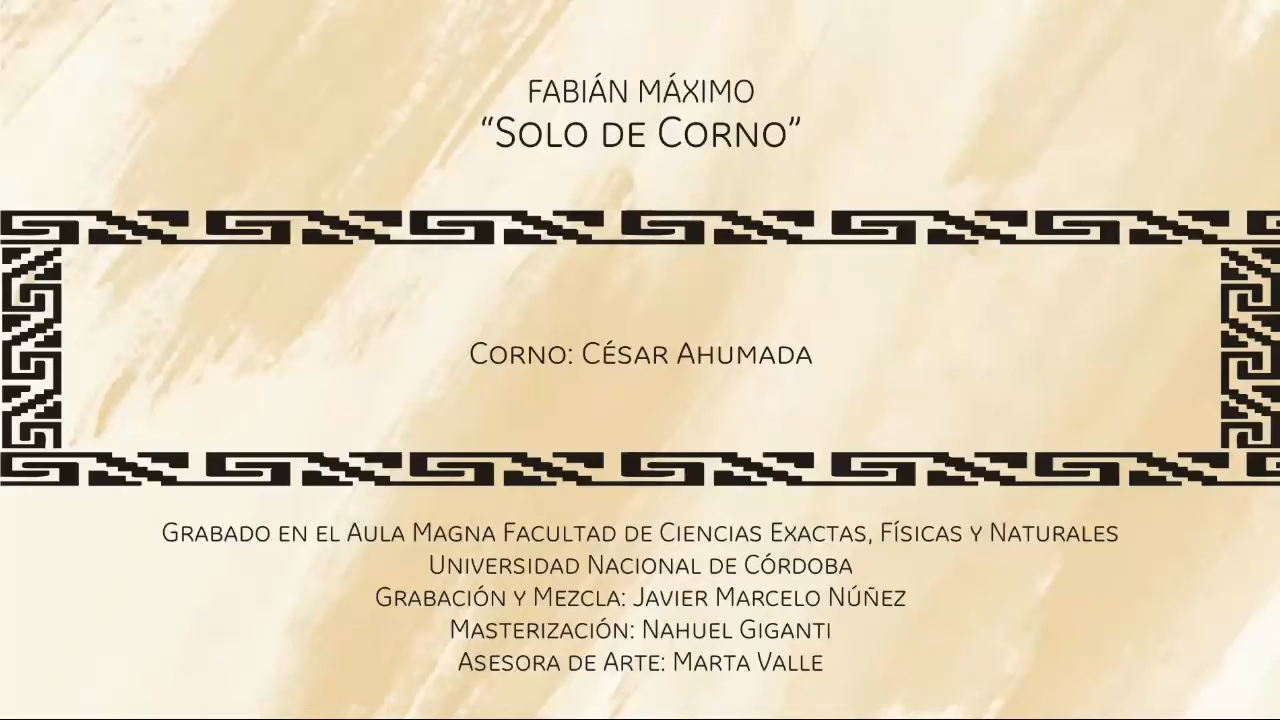 FABIÁN MÁXIMO
“Solo de Corno”
Corno: César Ahumada
Grabado en el Aula Magna Facultad de Ciencias Exactas, Físicas y Naturales
Universidad Nacional de Córdoba
Grabación y Mezcla: Javier Marcelo Núñez
Masterización: Nahuel Giganti
Asesora de Arte: Marta Valle